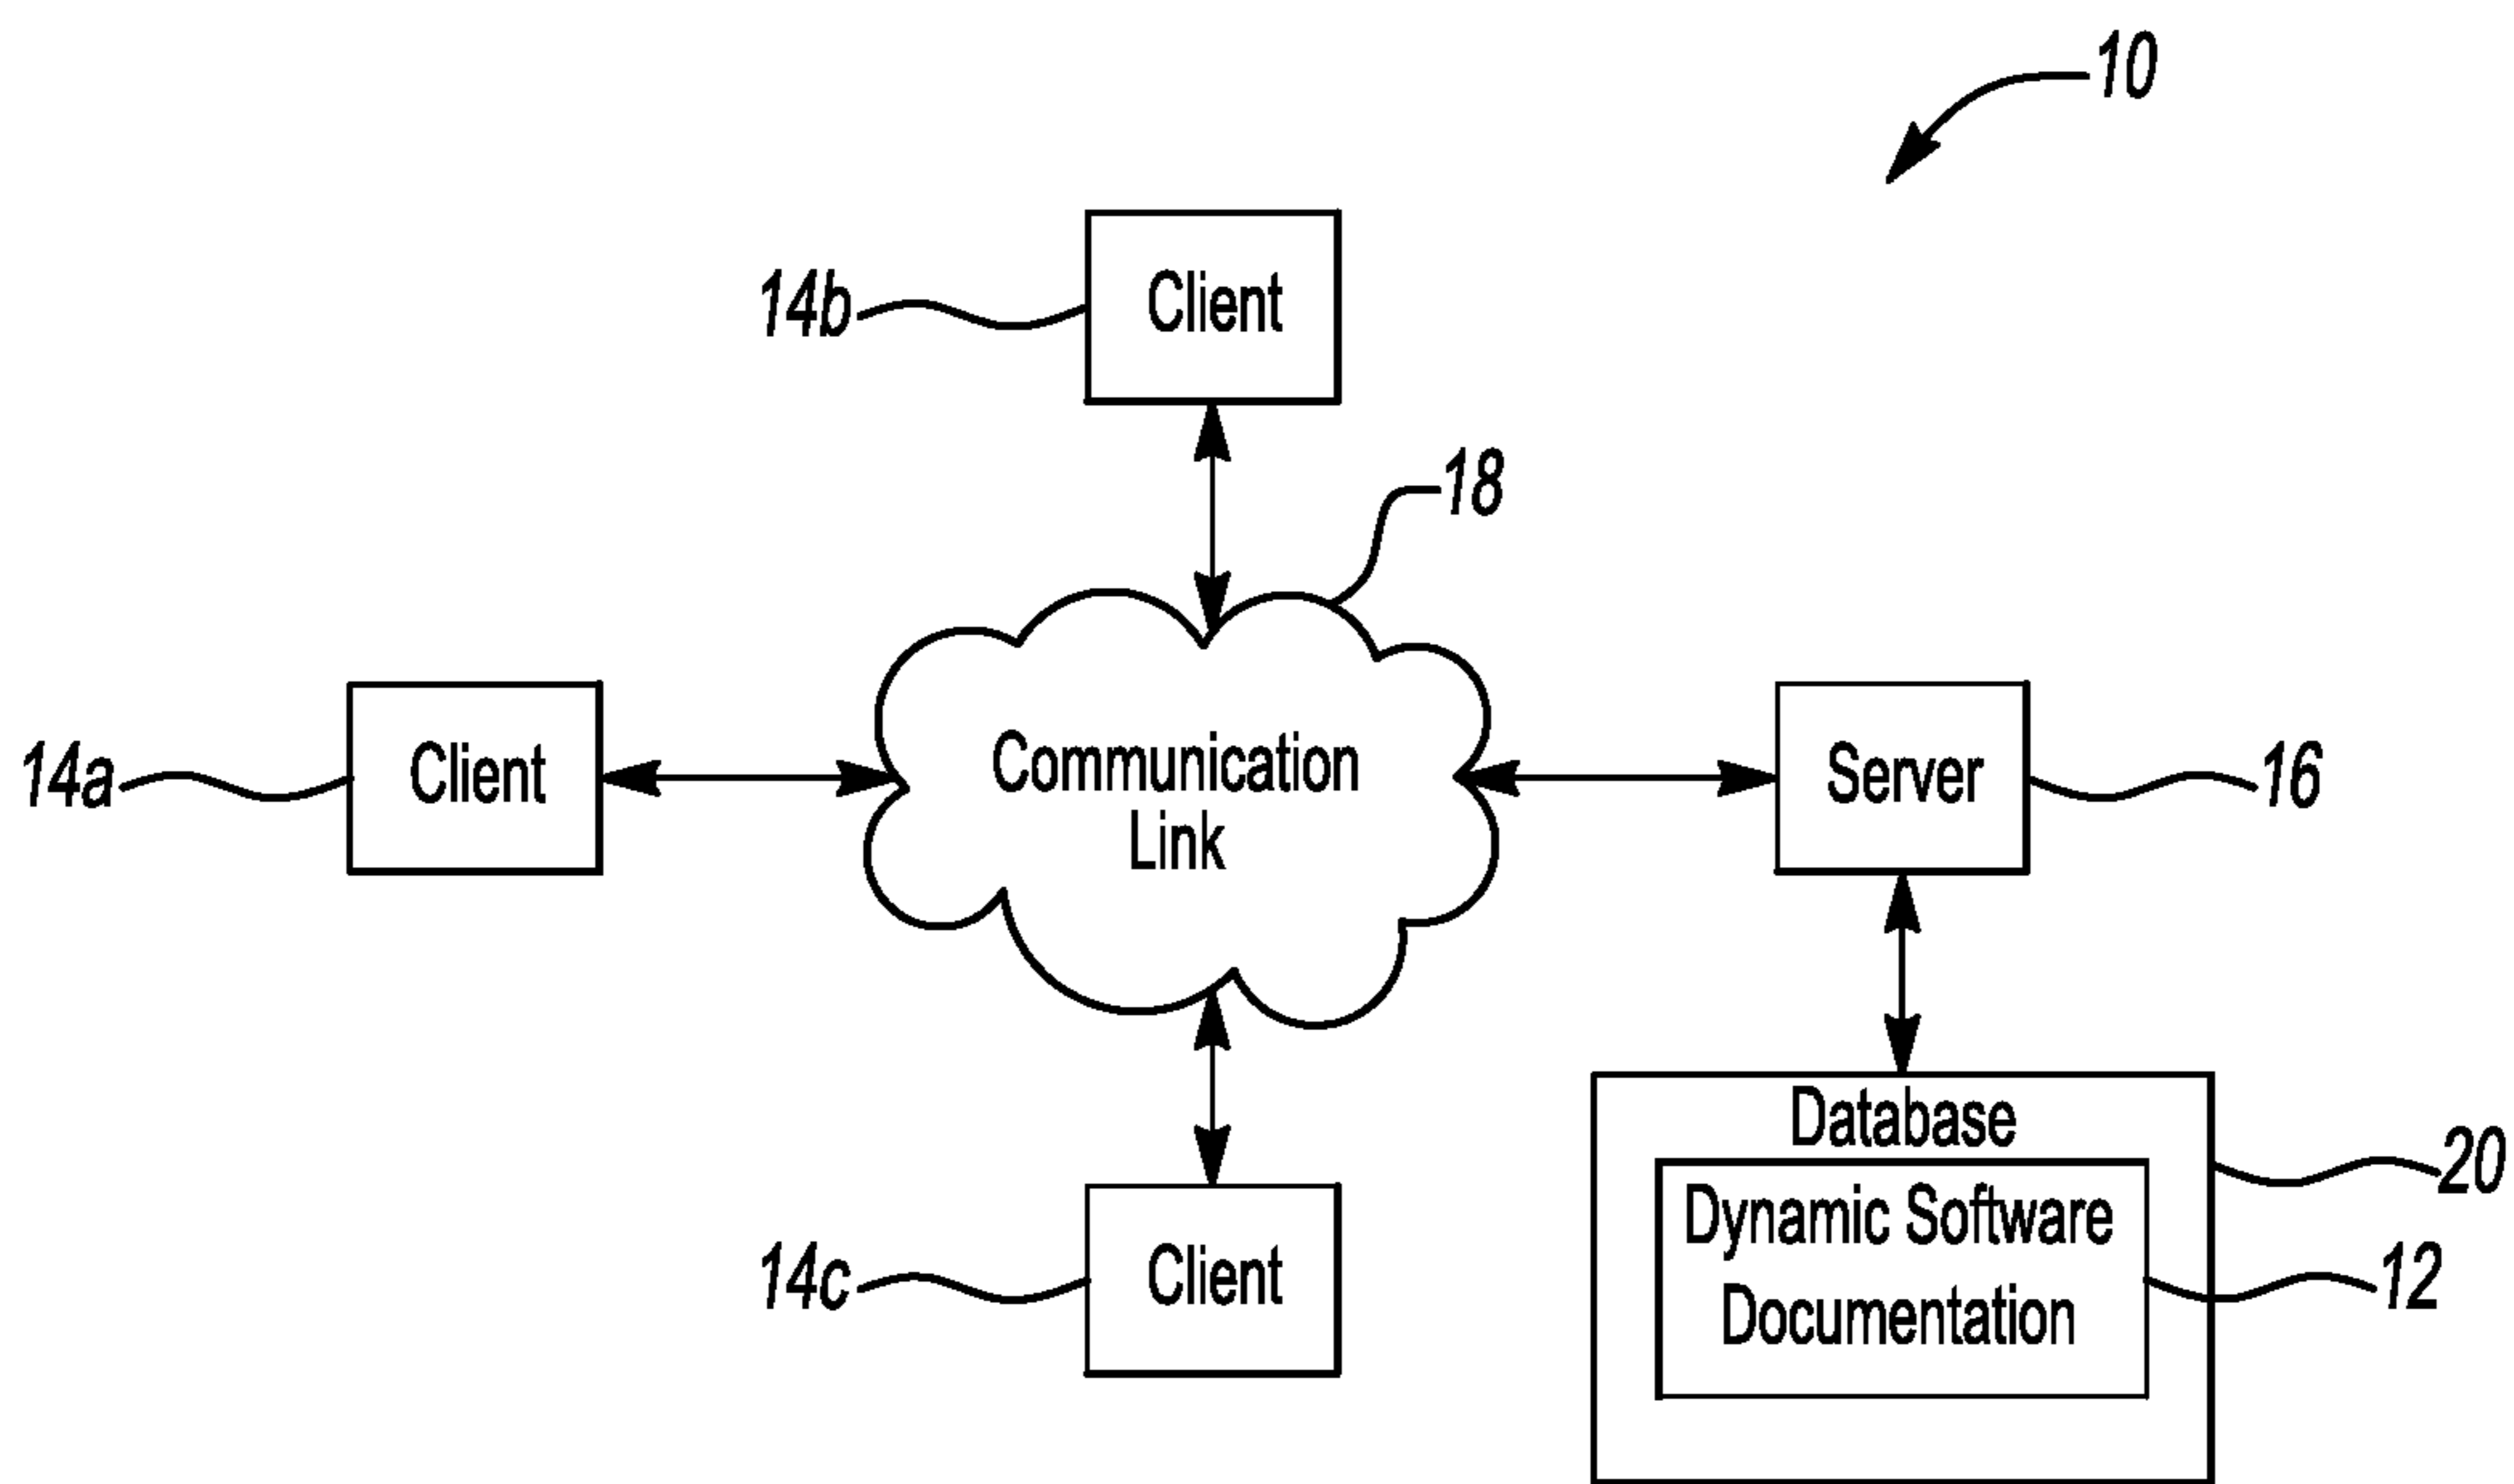 10
14b
Client
18
Communication
Link
14a
Client
Server
16
Database
20
Dynamic Software
Documentation
12
14c
Client